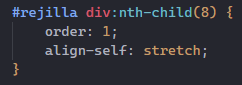 #rejilla div:nth-child(8) {
    order: 1;
    align-self: stretch;
}